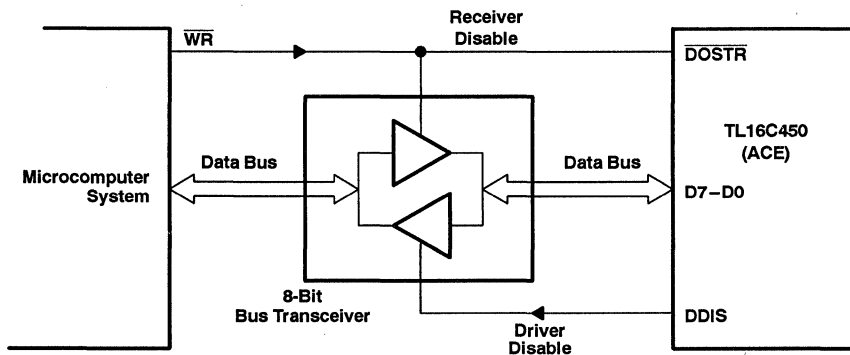 Receiver
Disable
WR
DOSTR
TL16C450
(ACE)
Microcomputer
System
Data Bus
Data Bus
D7–D0
8-Bit
Bus Transceiver
DDIS
Driver
Disable